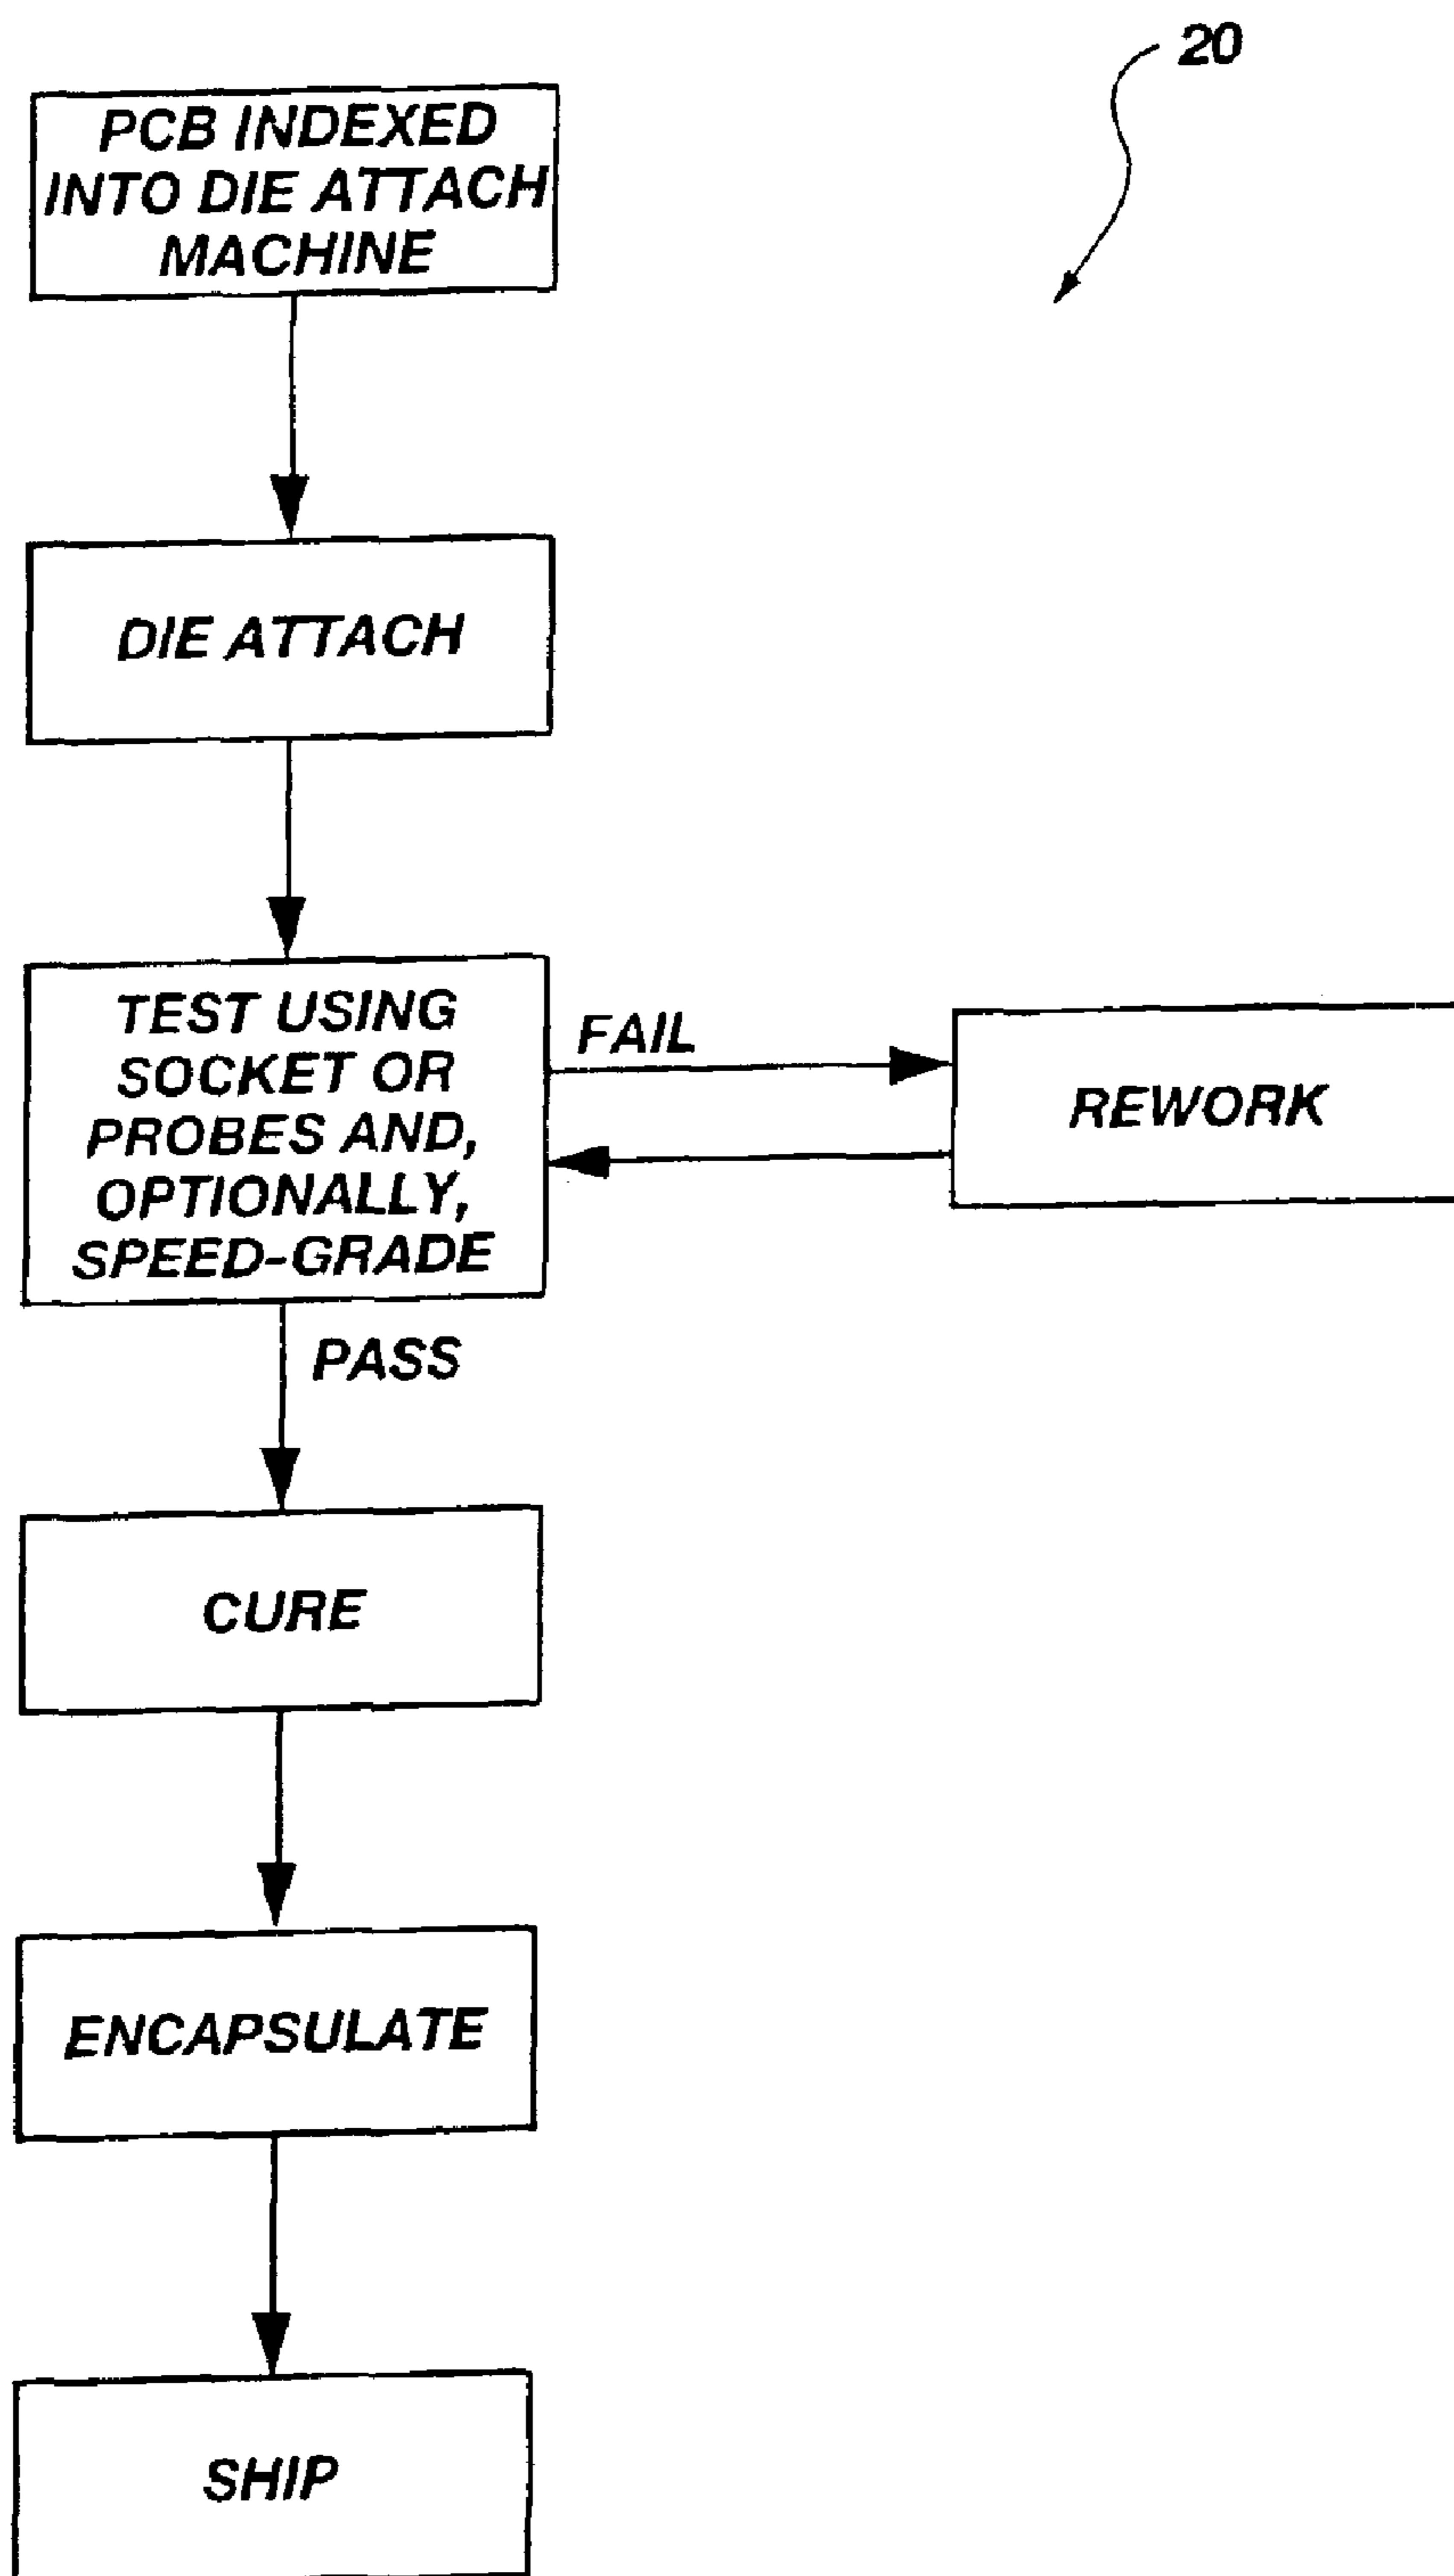 20
PCB INDEXED
INTO DIE ATTACH
MACHINE
DIE ATTACH
TEST USING
SOCKET OR
PROBES AND,
OPTIONALLY,
SPEED-GRADE
FAIL
REWORK
PASS
CURE
ENCAPSULATE
SHIP